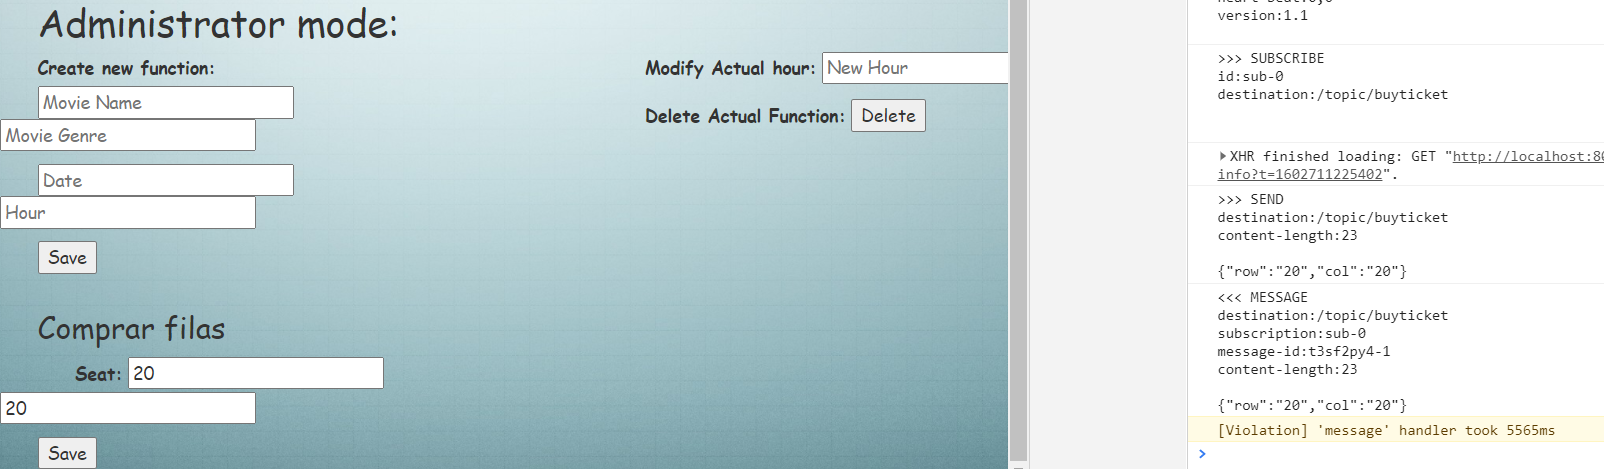 Administrator mode:
Create new function:
Movie Name
Movie Genre
Date
Hour
Save
Modify Actual hour: New Hour
Delete Actual Function: Delete
Comprar filas
Seat: 20
20
Save
version:1.1
>>> SUBSCRIBE
id:sub-0
destination:/topic/buyticket
XHR finished loading: GET "http://localhost:80
info?t=1602711225402".
>>> SEND
destination:/topic/buyticket
content-length:23
{"row":"20","col":"20"}
<<< MESSAGE
destination:/topic/buyticket
subscription:sub-0
message-id:t3sf2py4-1
content-length:23
{"row":"20","col":"20"}
[Violation] 'message' handler took 5565ms
>